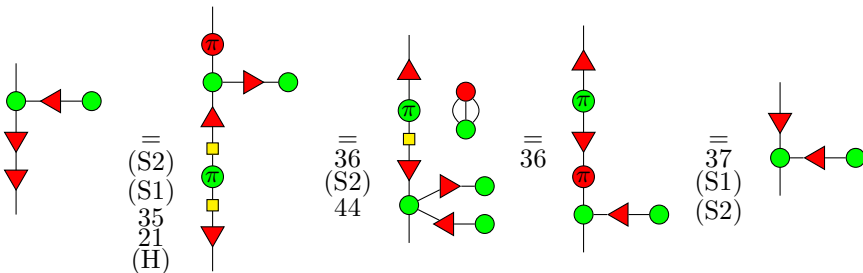 π
π
=
(S2)
(S1)
35
21
(H)
π
=
36
(S2)
44
π
π
=
36
=
37
(S1)
(S2)